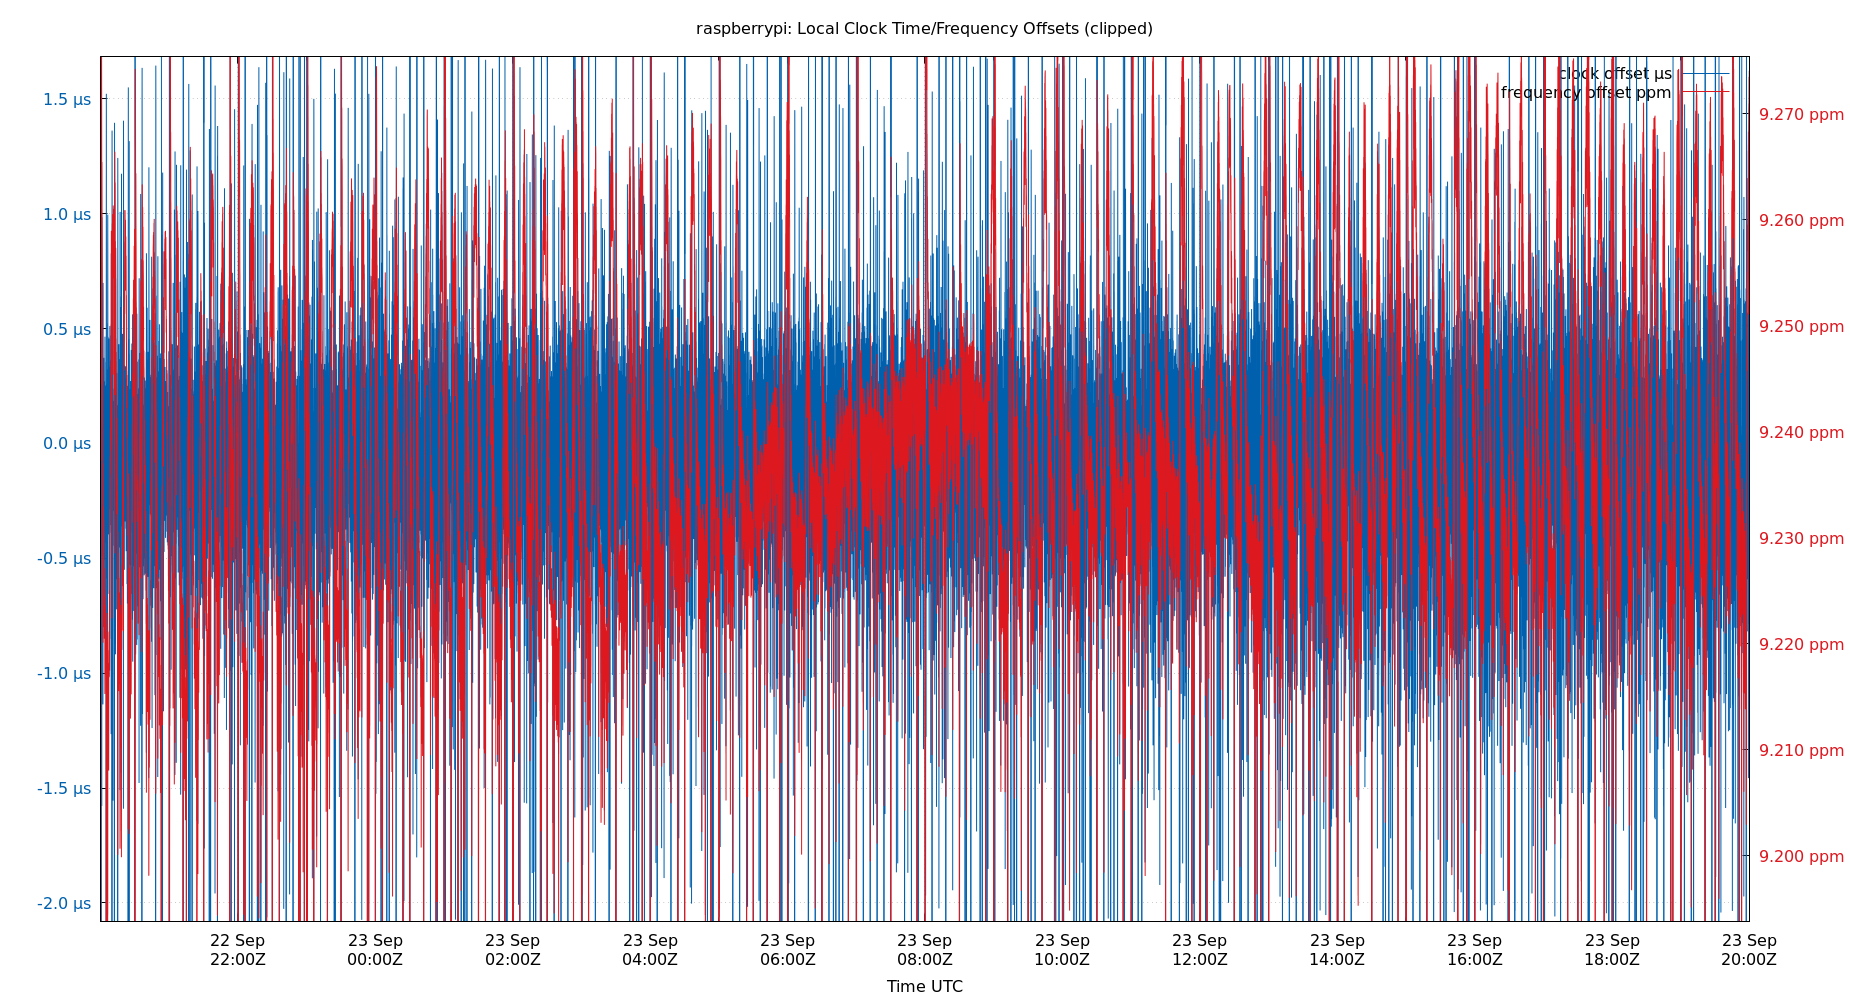 raspberrypi: Local Clock Time/Frequency Offsets (clipped)
clock offset µs
frequency offset ppm
1.5 µs
1.0 µs
0.5 µs
0.0 µs
-0.5 µs
-1.0 µs
-1.5 µs
-2.0 µs
9.270 ppm
9.260 ppm
9.250 ppm
9.240 ppm
9.230 ppm
9.220 ppm
9.210 ppm
9.200 ppm
22 Sep
22:00Z
23 Sep
00:00Z
23 Sep
02:00Z
23 Sep
04:00Z
23 Sep
06:00Z
23 Sep
08:00Z
23 Sep
10:00Z
23 Sep
12:00Z
23 Sep
14:00Z
23 Sep
16:00Z
23 Sep
18:00Z
23 Sep
20:00Z
Time UTC